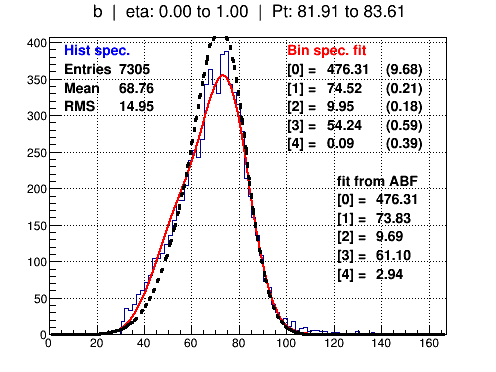 b | eta: 0.00 to 1.00 | Pt: 81.91 to 83.61
Hist spec.
Entries 7305
Mean 68.76
RMS 14.95
Bin spec. fit
[0] = 476.31 (9.68)
[1] = 74.52 (0.21)
[2] = 9.95 (0.18)
[3] = 54.24 (0.59)
[4] = 0.09 (0.39)
fit from ABF
[0] = 476.31
[1] = 73.83
[2] = 9.69
[3] = 61.10
[4] = 2.94
400
350
300
250
200
150
100
50
0
0 20 40 60 80 100 120 140 160